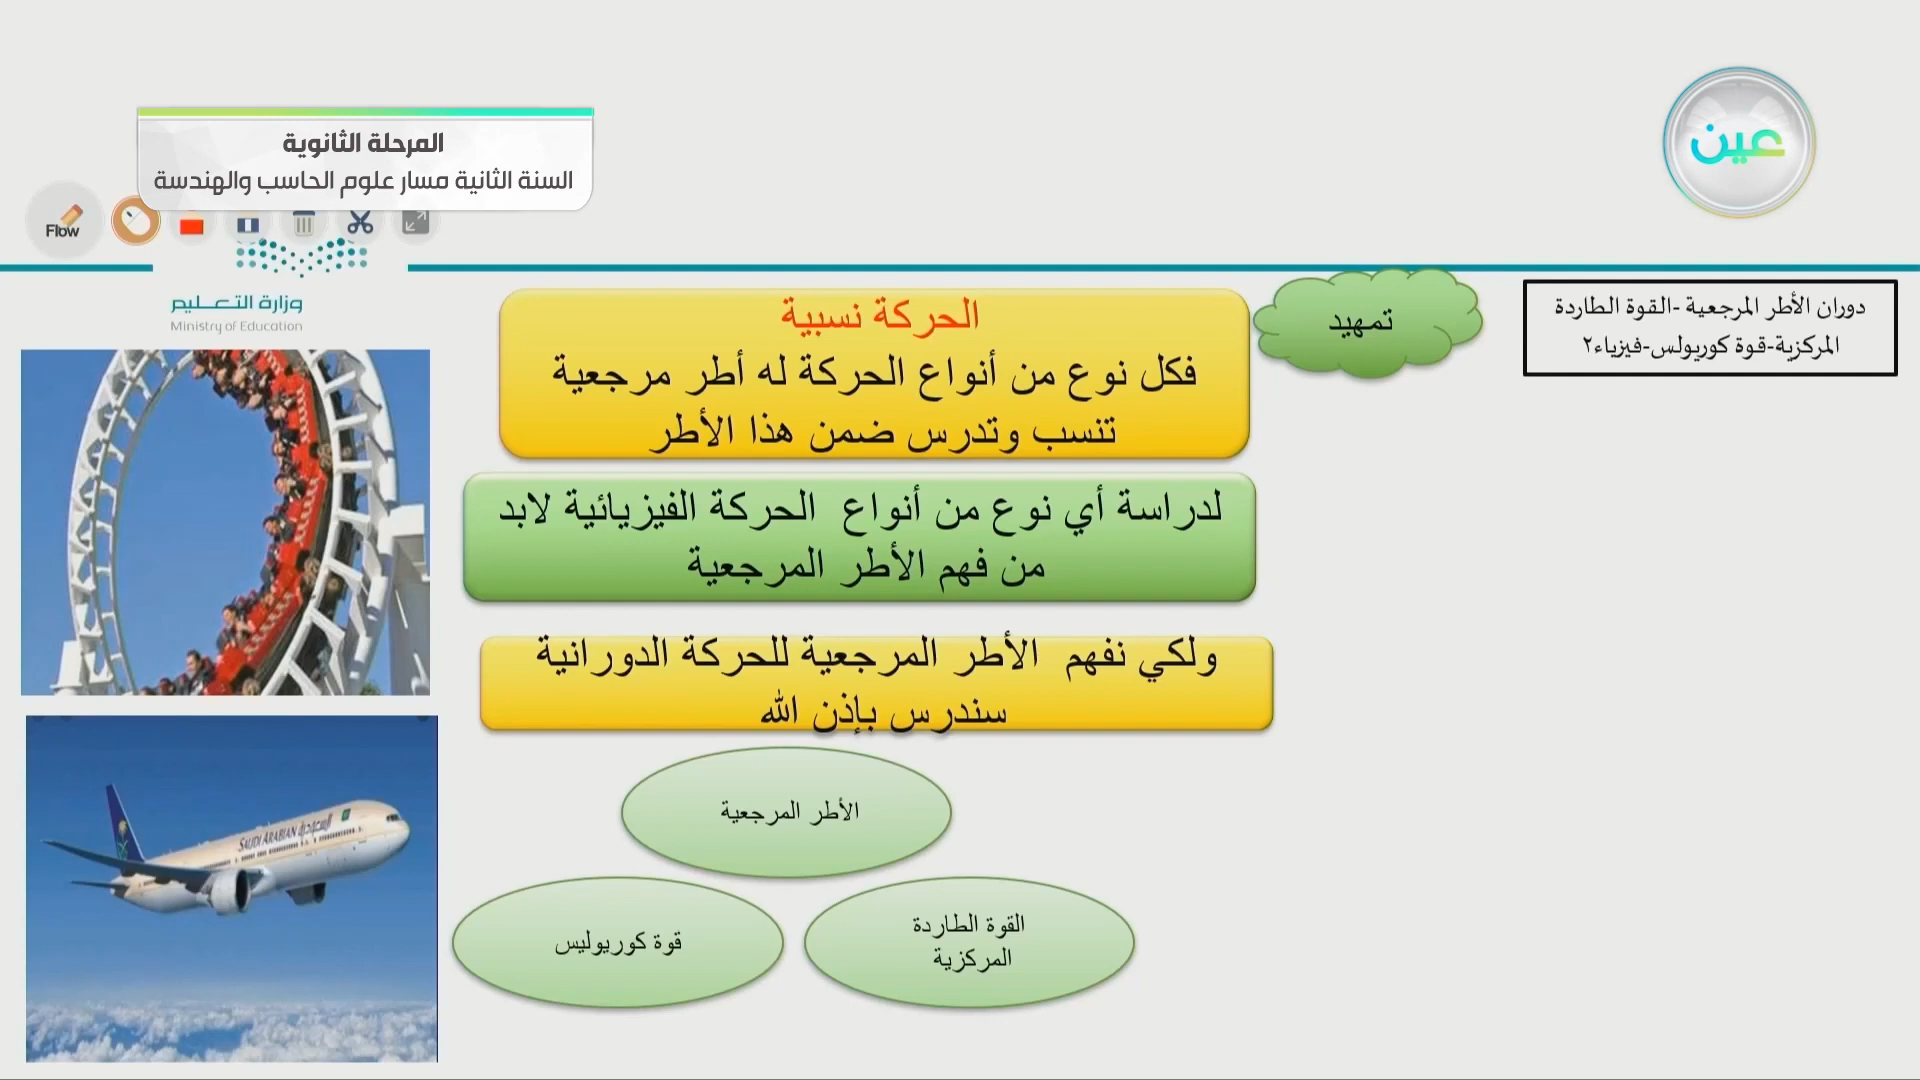 المرحلة الثانوية
السنة الثانية مسار علوم الحاسب والهندسة
عين
Flow
وزارة التعـــليم
Ministry of Education
دوران الأطر المرجعية -القوة الطاردة
المركزية-قوة كوريولس-فيزياء٢
تمهيد
الحركة نسبية
فكل نوع من أنواع الحركة له أطر مرجعية
تنسب وتدرس ضمن هذا الأطر
لدراسة أي نوع من أنواع الحركة الفيزيائية لابد
من فهم الأطر المرجعية
ولكي نفهم الأطر المرجعية للحركة الدورانية
سندرس بإذن الله
الأطر المرجعية
القوة الطاردة
المركزية
قوة كوريوليس
SAUDI ARABIAN السعودية